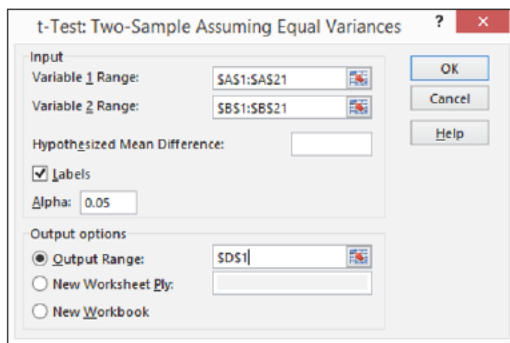 t-Test: Two-Sample Assuming Equal Variances ? ×
Input
Variable 1 Range: $A$1:$A$21
Variable 2 Range: $B$1:$B$21
Hypothesized Mean Difference:
Labels
Alpha: 0.05
Output options
Output Range: $D$1
New Worksheet Ply:
New Workbook
OK
Cancel
Help